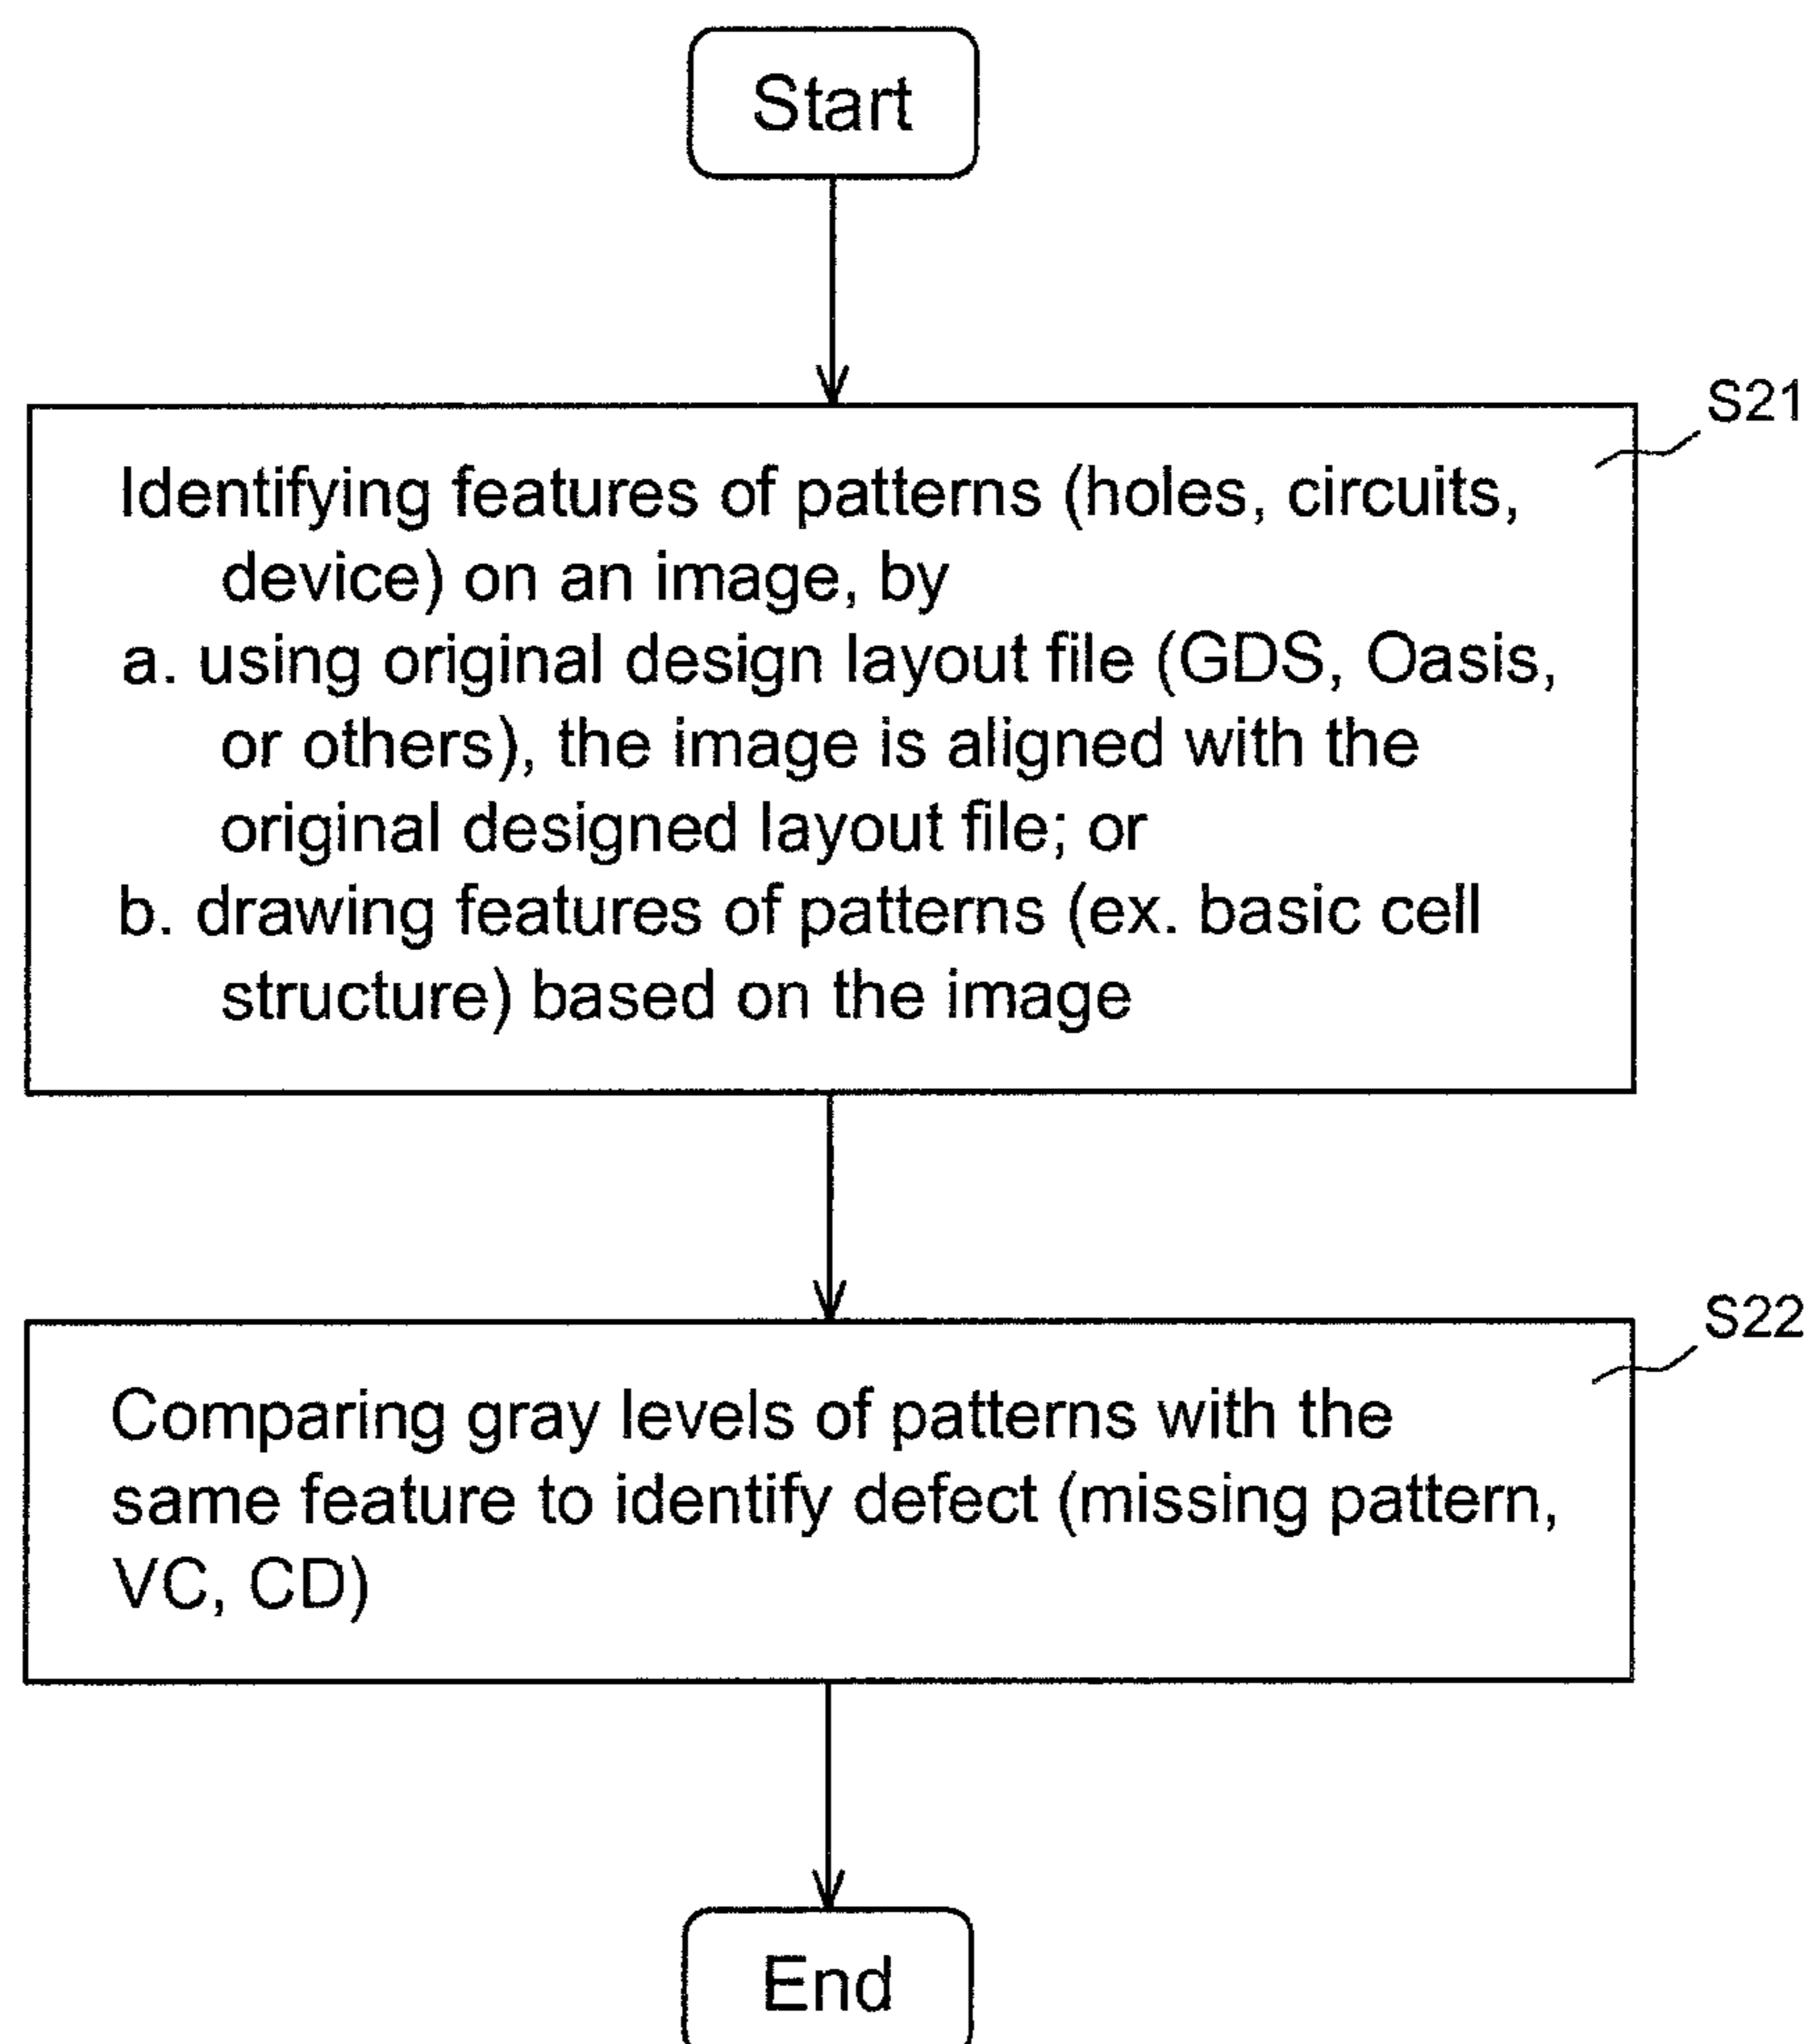 Start
S21
Identifying features of patterns (holes, circuits,
device) on an image, by
a. using original design layout file (GDS, Oasis,
or others), the image is aligned with the
original designed layout file; or
b. drawing features of patterns (ex. basic cell
structure) based on the image
S22
Comparing gray levels of patterns with the
same feature to identify defect (missing pattern,
VC, CD)
End